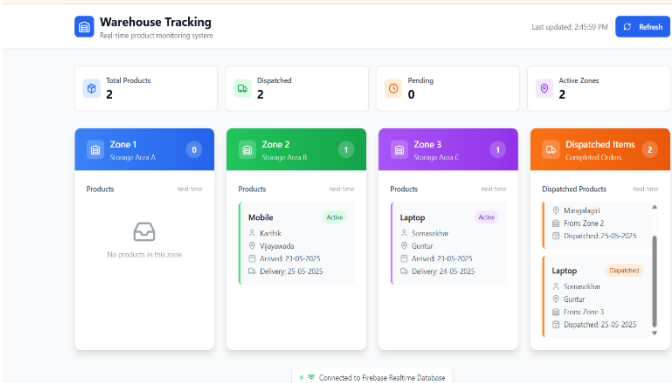 Warehouse Tracking
Real-time product monitoring system
Last updated: 2:45:59 PM
Refresh
Total Products
2
Dispatched
2
Pending
0
Active Zones
2
Zone 1
Storage Area A
0
Products
Real-time
No products in this zone
Zone 2
Storage Area B
1
Products
Real-time
Mobile
Active
Karthik
Vijayawada
Arrived: 23-05-2025
Delivery: 25-05-2025
Zone 3
Storage Area C
1
Products
Real-time
Laptop
Active
Somasekhar
Guntur
Arrived: 23-05-2025
Delivery: 24-05-2025
Dispatched Items
Completed Orders
2
Dispatched Products
Real-time
Mangalagiri
From: Zone 2
Dispatched: 25-05-2025
Laptop
Dispatched
Somasekhar
Guntur
From: Zone 3
Dispatched: 25-05-2025
Connected to Firebase Realtime Database